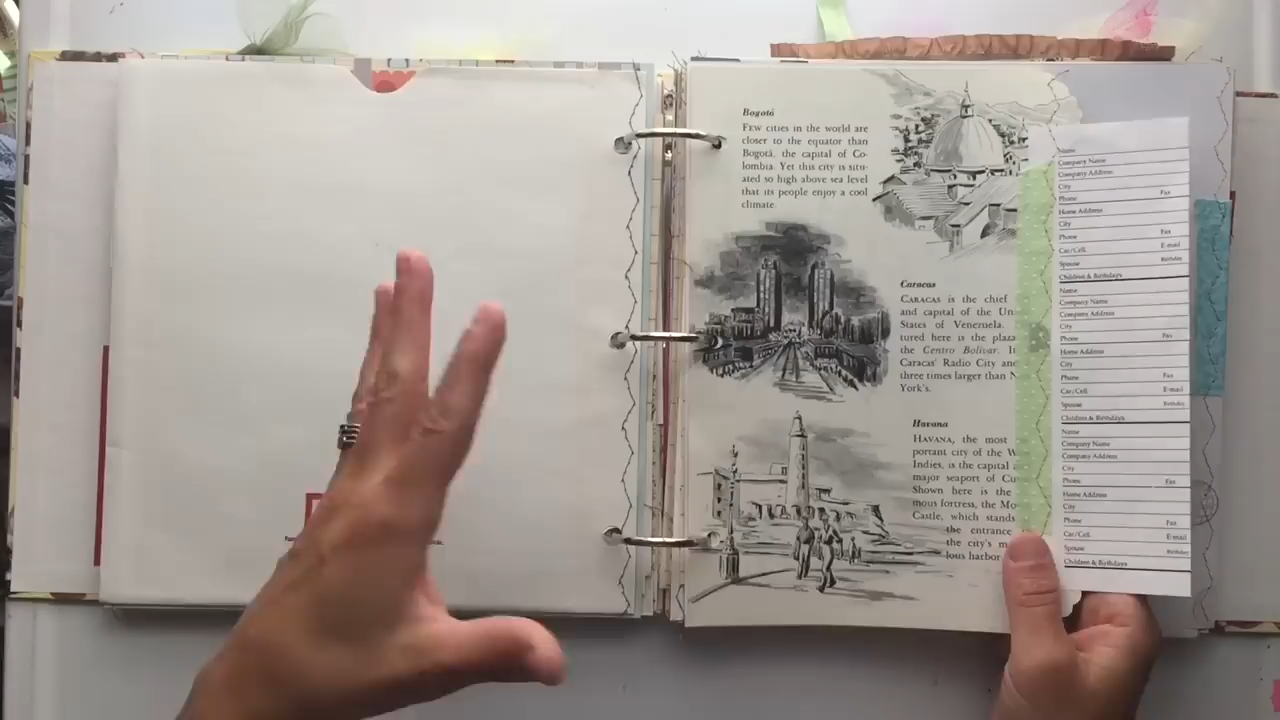 Bogotá
FEW cities in the world are
closer to the equator than
Bogotá, the capital of Co-
lombia. Yet this city is situ-
ated so high above sea level
that its people enjoy a cool
climate.
Caracas
CARACAS is the chief
and capital of the Un
States of Venezuela.
tured here is the plaza
the Centro Bolívar. It
Caracas' Radio City and
three times larger than N
York's.
Havana
HAVANA, the most
portant city of the W
Indies, is the capital
major seaport of Cu
Shown here is the
mous fortress, the Mo
Castle, which stands
the entrance
the city's m
lous harbor
Name
Company Name
Company Address
City
Phone Fax
Home Address
City
Phone Fax
Car/Cell E-mail
Spouse Birthday
Children & Birthdays
Name
Company Name
Company Address
City
Phone Fax
Home Address
City
Phone Fax
Car/Cell E-mail
Spouse Birthday
Children & Birthdays
Name
Company Name
Company Address
City
Phone Fax
Home Address
City
Phone Fax
Car/Cell E-mail
Spouse Birthday
Children & Birthdays